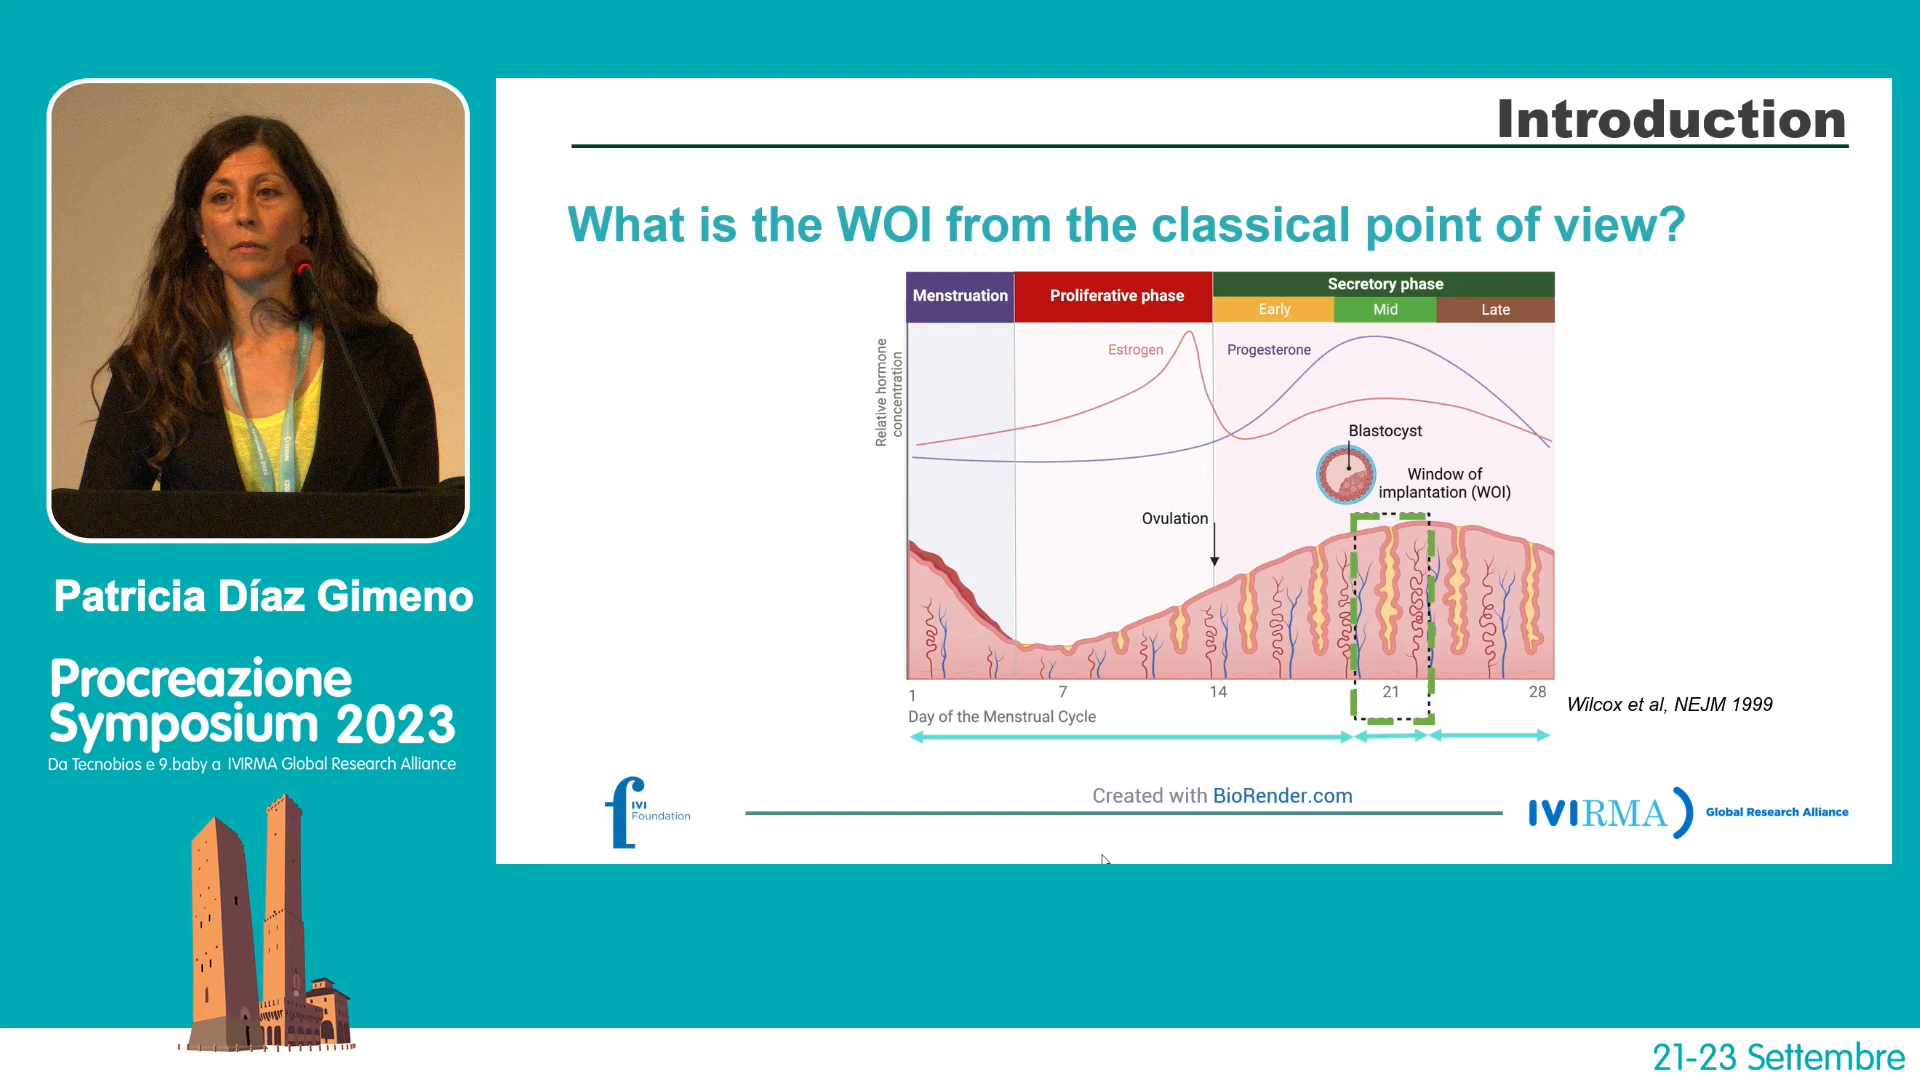 Introduction
What is the WOI from the classical point of view?
Menstruation
Proliferative phase
Secretory phase
Early
Mid
Late
Relative hormone
concentration
Estrogen
Progesterone
Blastocyst
Window of
implantation (WOI)
Ovulation
1
7
14
21
28
Day of the Menstrual Cycle
Wilcox et al, NEJM 1999
Created with BioRender.com
f
IVI
Foundation
IVIRMA
Global Research Alliance
Patricia Díaz Gimeno
Procreazione
Symposium 2023
Da Tecnobios e 9.baby a IVIRMA Global Research Alliance
21-23 Settembre